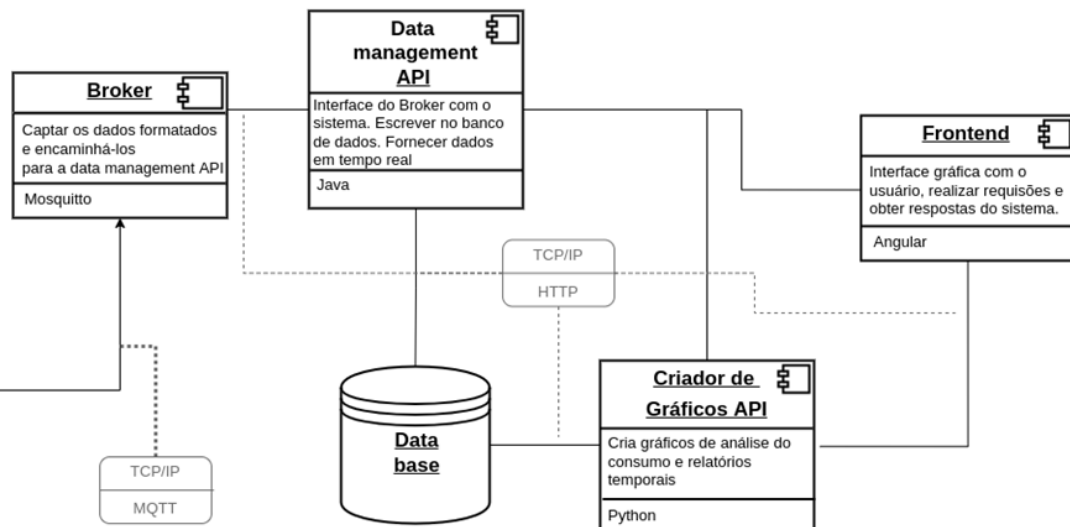 Data
management
API
Interface do Broker com o
sistema. Escrever no banco
de dados. Fornecer dados
em tempo real
Java
Broker
Captar os dados formatados
e encaminhá-los
para a data management API
Mosquitto
Frontend
Interface gráfica com o
usuário, realizar requisões e
obter respostas do sistema.
Angular
TCP/IP
HTTP
Criador de
Gráficos API
Cria gráficos de análise do
consumo e relatórios
temporais
Python
Data
base
TCP/IP
MQTT